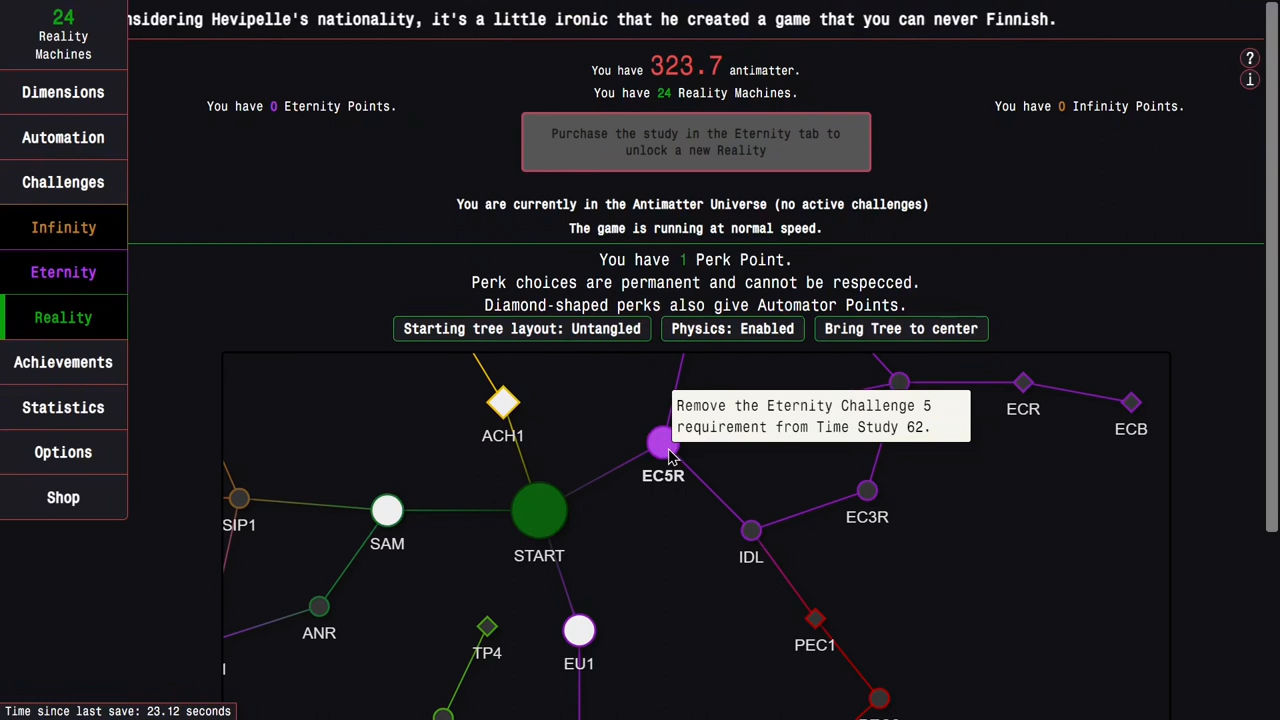 24
Reality
Machines
nsidering Hevipelle's nationality, it's a little ironic that he created a game that you can never Finnish.
You have 323.7 antimatter.
You have 24 Reality Machines.
You have 0 Eternity Points.
You have 0 Infinity Points.
?
i
Purchase the study in the Eternity tab to
unlock a new Reality
You are currently in the Antimatter Universe (no active challenges)
The game is running at normal speed.
Dimensions
Automation
Challenges
Infinity
Eternity
Reality
Achievements
Statistics
Options
Shop
You have 1 Perk Point.
Perk choices are permanent and cannot be respecced.
Diamond-shaped perks also give Automator Points.
Starting tree layout: Untangled
Physics: Enabled
Bring Tree to center
Remove the Eternity Challenge 5
requirement from Time Study 62.
ECR
ECB
ACH1
EC5R
EC3R
SIP1
SAM
START
IDL
ANR
TP4
EU1
PEC1
Time since last save: 23.12 seconds